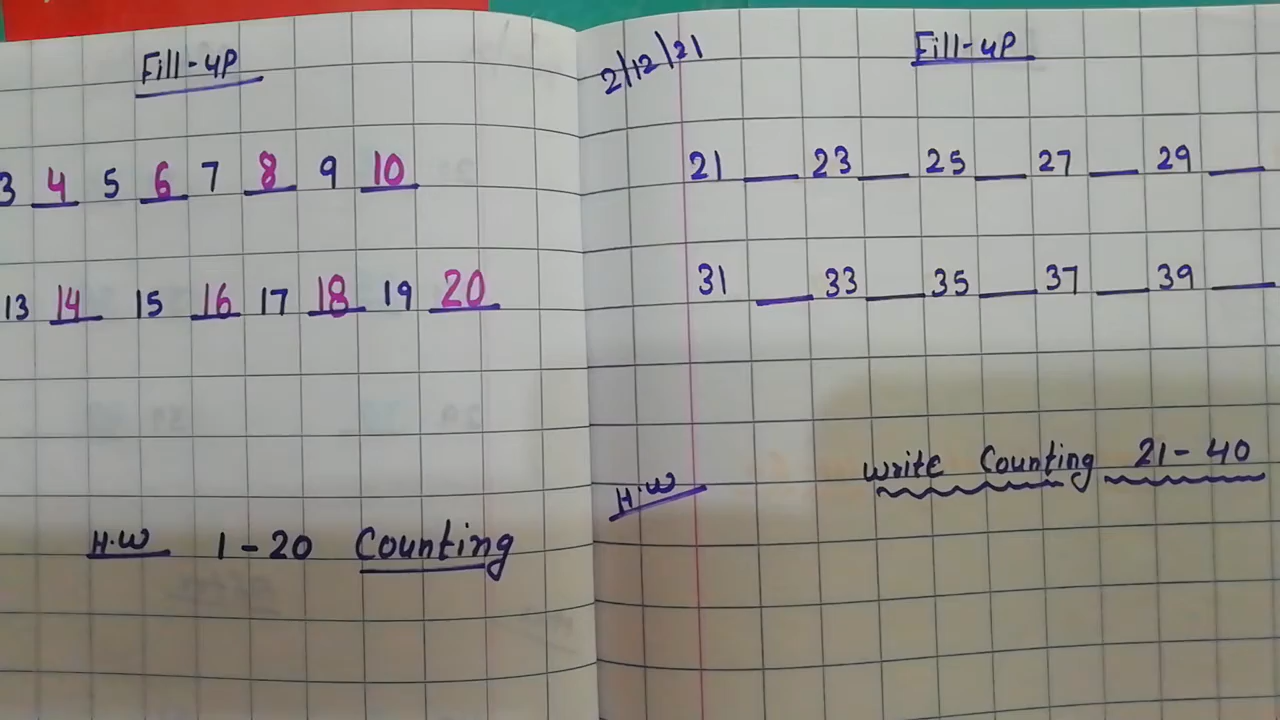 Fill-up
3 4 5 6 7 8 9 10
13 14 15 16 17 18 19 20
H.W 1-20 Counting
2/12/21 Fill-up
21 __ 23 __ 25 __ 27 __ 29 __
31 __ 33 __ 35 __ 37 __ 39 __
H.W Write Counting 21-40